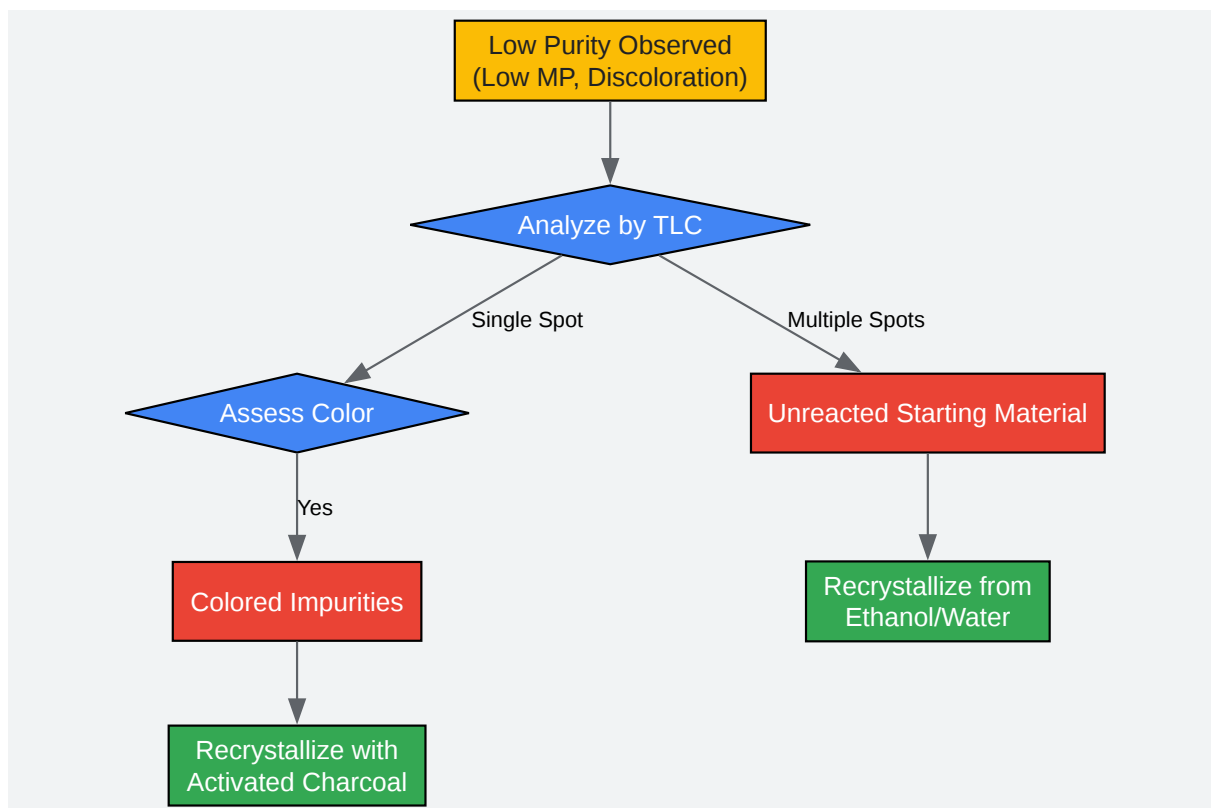 Low Purity Observed
(Low MP, Discoloration)
Analyze by TLC
Single Spot
Multiple Spots
Assess Color
Unreacted Starting Material
Yes
Colored Impurities
Recrystallize from
Ethanol/Water
Recrystallize with
Activated Charcoal